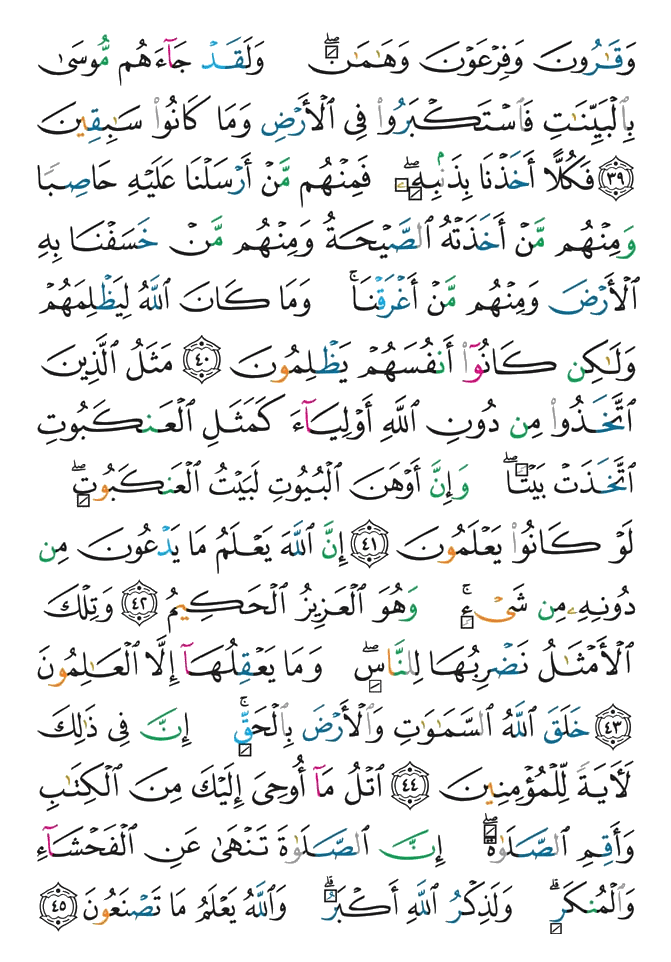 وَقَـٰرُونَ وَفِرْعَوْنَ وَهَـٰمَـٰنَ ۖ وَلَقَدْ جَآءَهُم مُّوسَىٰ
بِٱلْبَيِّنَـٰتِ فَٱسْتَكْبَرُوا۟ فِى ٱلْأَرْضِ وَمَا كَانُوا۟ سَـٰبِقِينَ
٣٩ فَكُلًّا أَخَذْنَا بِذَنۢبِهِۦ ۖ فَمِنْهُم مَّنْ أَرْسَلْنَا عَلَيْهِ حَاصِبًا
وَمِنْهُم مَّنْ أَخَذَتْهُ ٱلصَّيْحَةُ وَمِنْهُم مَّنْ خَسَفْنَا بِهِ
ٱلْأَرْضَ وَمِنْهُم مَّنْ أَغْرَقْنَا ۚ وَمَا كَانَ ٱللَّهُ لِيَظْلِمَهُمْ
وَلَـٰكِن كَانُوٓا۟ أَنفُسَهُمْ يَظْلِمُونَ ٤٠ مَثَلُ ٱلَّذِينَ
ٱتَّخَذُوا۟ مِن دُونِ ٱللَّهِ أَوْلِيَآءَ كَمَثَلِ ٱلْعَنكَبُوتِ
ٱتَّخَذَتْ بَيْتًا ۖ وَإِنَّ أَوْهَنَ ٱلْبُيُوتِ لَبَيْتُ ٱلْعَنكَبُوتِ ۖ
لَوْ كَانُوا۟ يَعْلَمُونَ ٤١ إِنَّ ٱللَّهَ يَعْلَمُ مَا يَدْعُونَ مِن
دُونِهِۦ مِن شَىْءٍ ۚ وَهُوَ ٱلْعَزِيزُ ٱلْحَكِيمُ ٤٢ وَتِلْكَ
ٱلْأَمْثَـٰلُ نَضْرِبُهَا لِلنَّاسِ ۖ وَمَا يَعْقِلُهَآ إِلَّا ٱلْعَـٰلِمُونَ
٤٣ خَلَقَ ٱللَّهُ ٱلسَّمَـٰوَٰتِ وَٱلْأَرْضَ بِٱلْحَقِّ ۚ إِنَّ فِى ذَٰلِكَ
لَـَٔايَةً لِّلْمُؤْمِنِينَ ٤٤ ٱتْلُ مَآ أُوحِىَ إِلَيْكَ مِنَ ٱلْكِتَـٰبِ
وَأَقِمِ ٱلصَّلَوٰةَ ۖ إِنَّ ٱلصَّلَوٰةَ تَنْهَىٰ عَنِ ٱلْفَحْشَآءِ
وَٱلْمُنكَرِ ۗ وَلَذِكْرُ ٱللَّهِ أَكْبَرُ ۗ وَٱللَّهُ يَعْلَمُ مَا تَصْنَعُونَ ٤٥